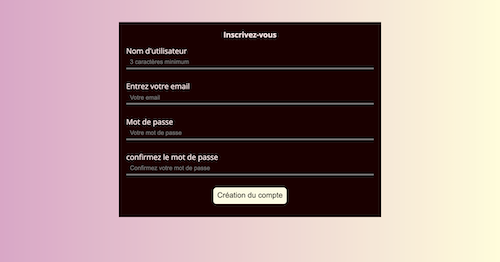 Inscrivez-vous
Nom d'utilisateur
3 caractères minimum
Entrez votre email
Votre email
Mot de passe
Votre mot de passe
confirmez le mot de passe
Confirmez votre mot de passe
Création du compte